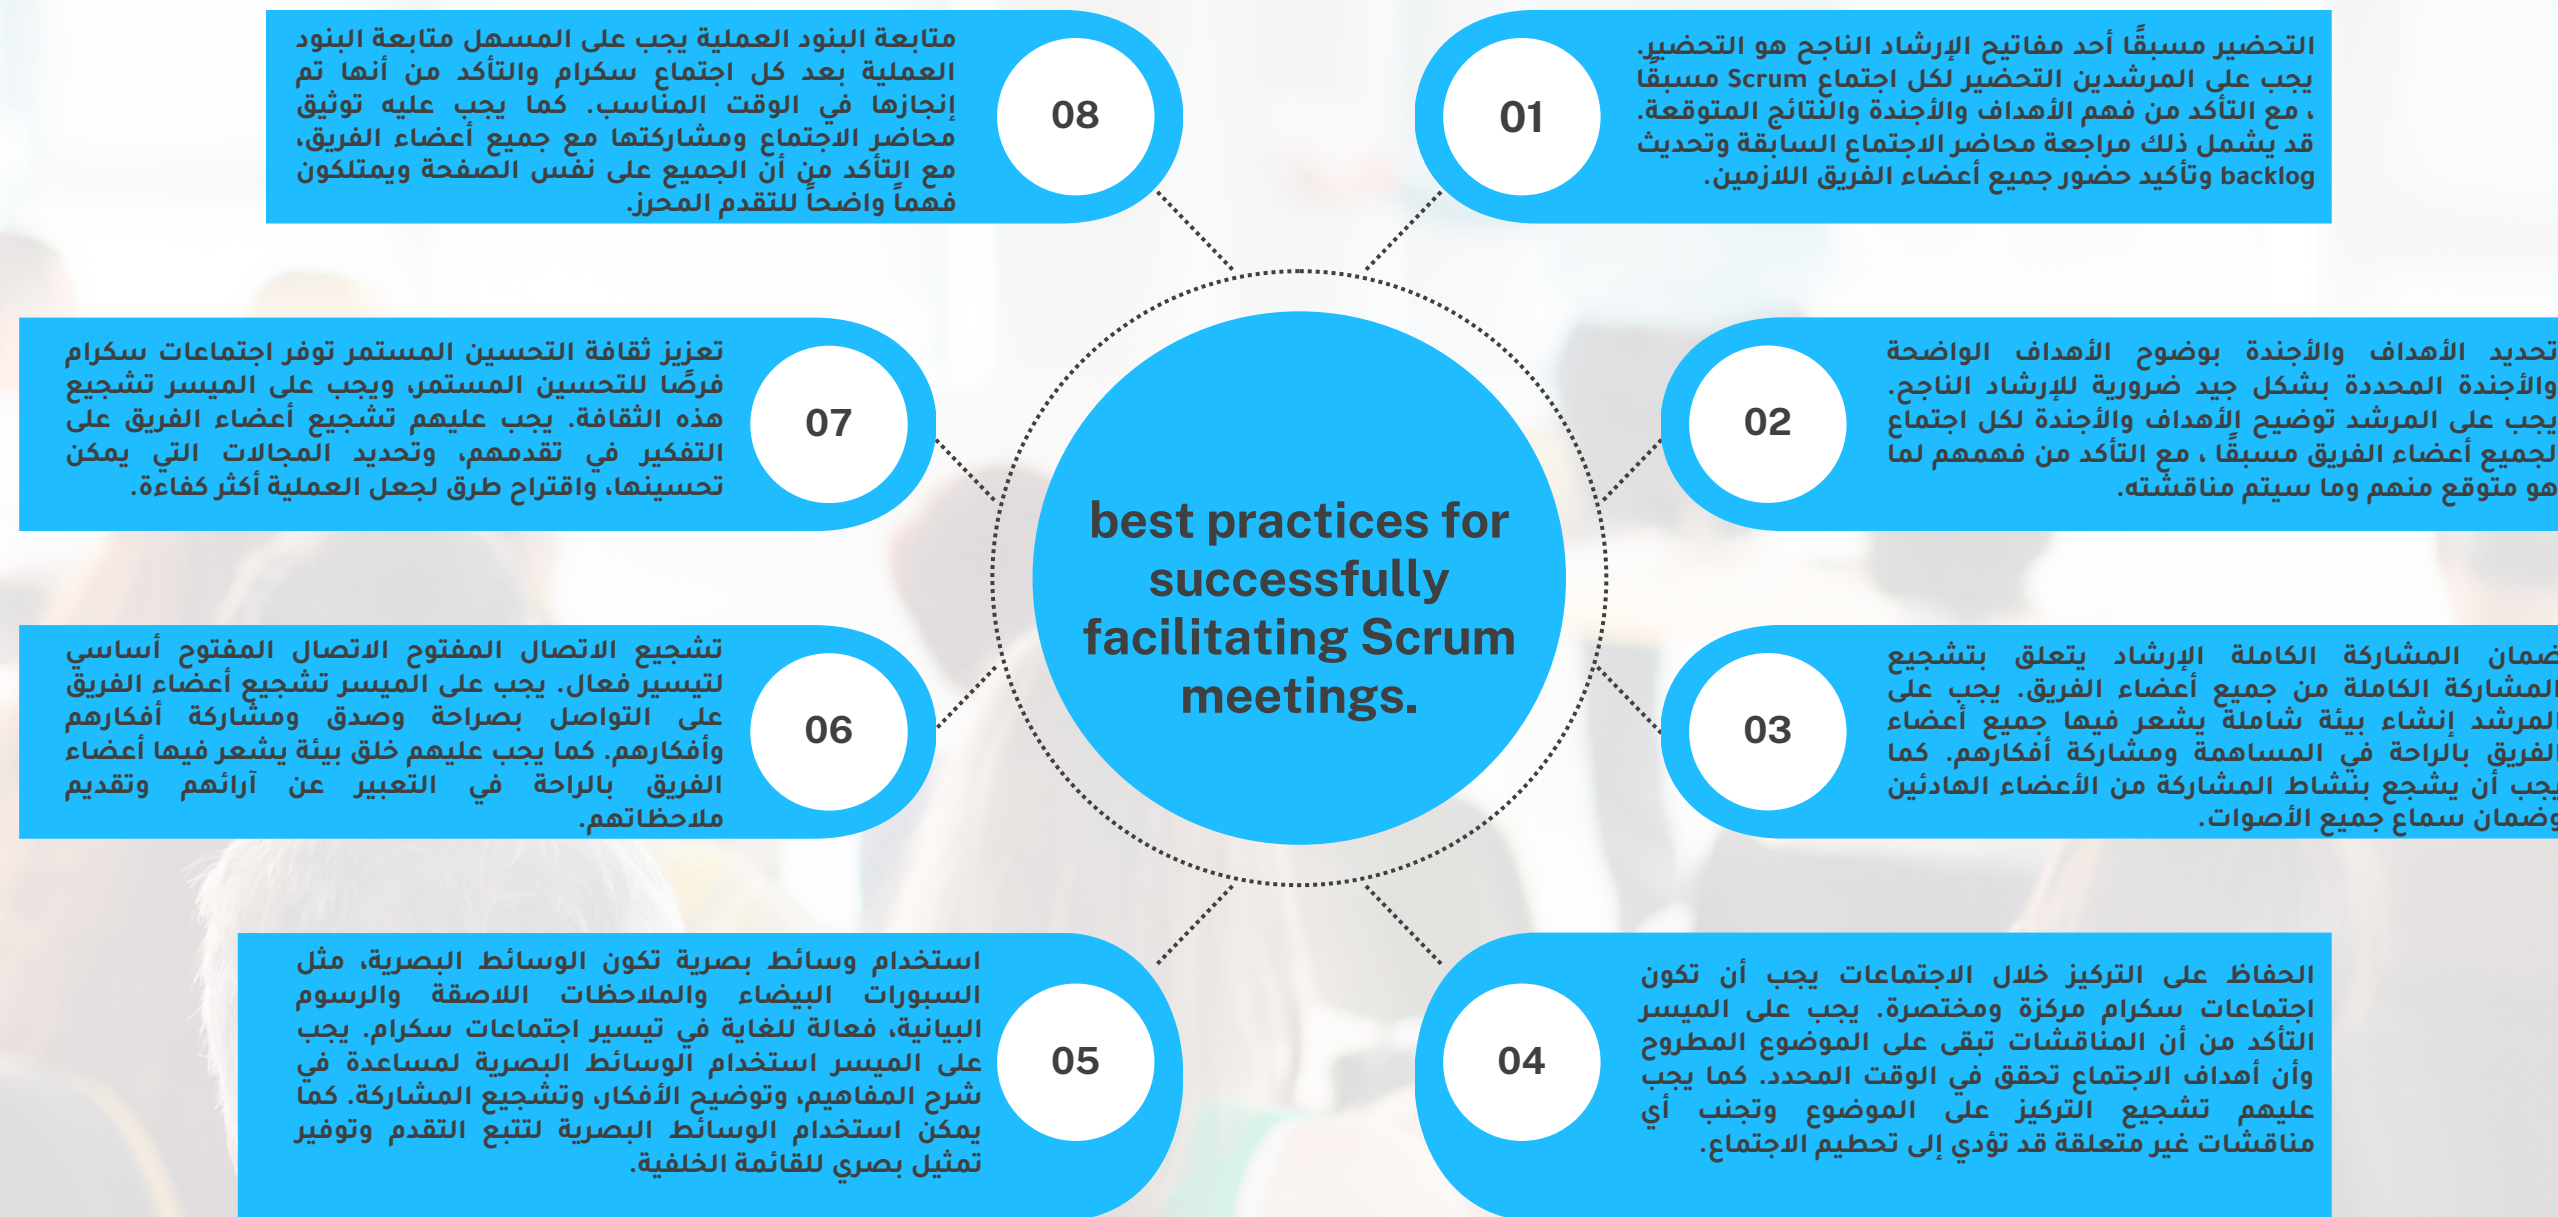 best practices for
successfully
facilitating Scrum
meetings.
01
التحضير مسبقًا أحد مفاتيح الإرشاد الناجح هو التحضير.
يجب على المرشدين التحضير لكل اجتماع Scrum مسبقًا
، مع التأكد من فهم الأهداف والأجندة والنتائج المتوقعة.
قد يشمل ذلك مراجعة محاضر الاجتماع السابقة وتحديث
backlog وتأكيد حضور جميع أعضاء الفريق اللازمين.
02
تحديد الأهداف والأجندة بوضوح الأهداف الواضحة
والأجندة المحددة بشكل جيد ضرورية للإرشاد الناجح.
يجب على المرشد توضيح الأهداف والأجندة لكل اجتماع
لجميع أعضاء الفريق مسبقًا ، مع التأكد من فهمهم لما
هو متوقع منهم وما سيتم مناقشته.
03
ضمان المشاركة الكاملة الإرشاد يتعلق بتشجيع
المشاركة الكاملة من جميع أعضاء الفريق. يجب على
المرشد إنشاء بيئة شاملة يشعر فيها جميع أعضاء
الفريق بالراحة في المساهمة ومشاركة أفكارهم. كما
يجب أن يشجع بنشاط المشاركة من الأعضاء الهادئين
وضمان سماع جميع الأصوات.
04
الحفاظ على التركيز خلال الاجتماعات يجب أن تكون
اجتماعات سكرام مركزة ومختصرة. يجب على الميسر
التأكد من أن المناقشات تبقى على الموضوع المطروح
وأن أهداف الاجتماع تحقق في الوقت المحدد. كما يجب
عليهم تشجيع التركيز على الموضوع وتجنب أي
مناقشات غير متعلقة قد تؤدي إلى تحطيم الاجتماع.
05
استخدام وسائط بصرية تكون الوسائط البصرية، مثل
السبورات البيضاء والملاحظات اللاصقة والرسوم
البيانية، فعالة للغاية في تيسير اجتماعات سكرام. يجب
على الميسر استخدام الوسائط البصرية لمساعدة في
شرح المفاهيم، وتوضيح الأفكار، وتشجيع المشاركة. كما
يمكن استخدام الوسائط البصرية لتتبع التقدم وتوفير
تمثيل بصري للقائمة الخلفية.
06
تشجيع الاتصال المفتوح الاتصال المفتوح أساسي
لتيسير فعال. يجب على الميسر تشجيع أعضاء الفريق
على التواصل بصراحة وصدق ومشاركة أفكارهم
وأفكارهم. كما يجب عليهم خلق بيئة يشعر فيها أعضاء
الفريق بالراحة في التعبير عن آرائهم وتقديم
ملاحظاتهم.
07
تعزيز ثقافة التحسين المستمر توفر اجتماعات سكرام
فرصًا للتحسين المستمر، ويجب على الميسر تشجيع
هذه الثقافة. يجب عليهم تشجيع أعضاء الفريق على
التفكير في تقدمهم، وتحديد المجالات التي يمكن
تحسينها، واقتراح طرق لجعل العملية أكثر كفاءة.
08
متابعة البنود العملية يجب على المسهل متابعة البنود
العملية بعد كل اجتماع سكرام والتأكد من أنها تم
إنجازها في الوقت المناسب. كما يجب عليه توثيق
محاضر الاجتماع ومشاركتها مع جميع أعضاء الفريق،
مع التأكد من أن الجميع على نفس الصفحة ويمتلكون
فهماً واضحاً للتقدم المحرز.